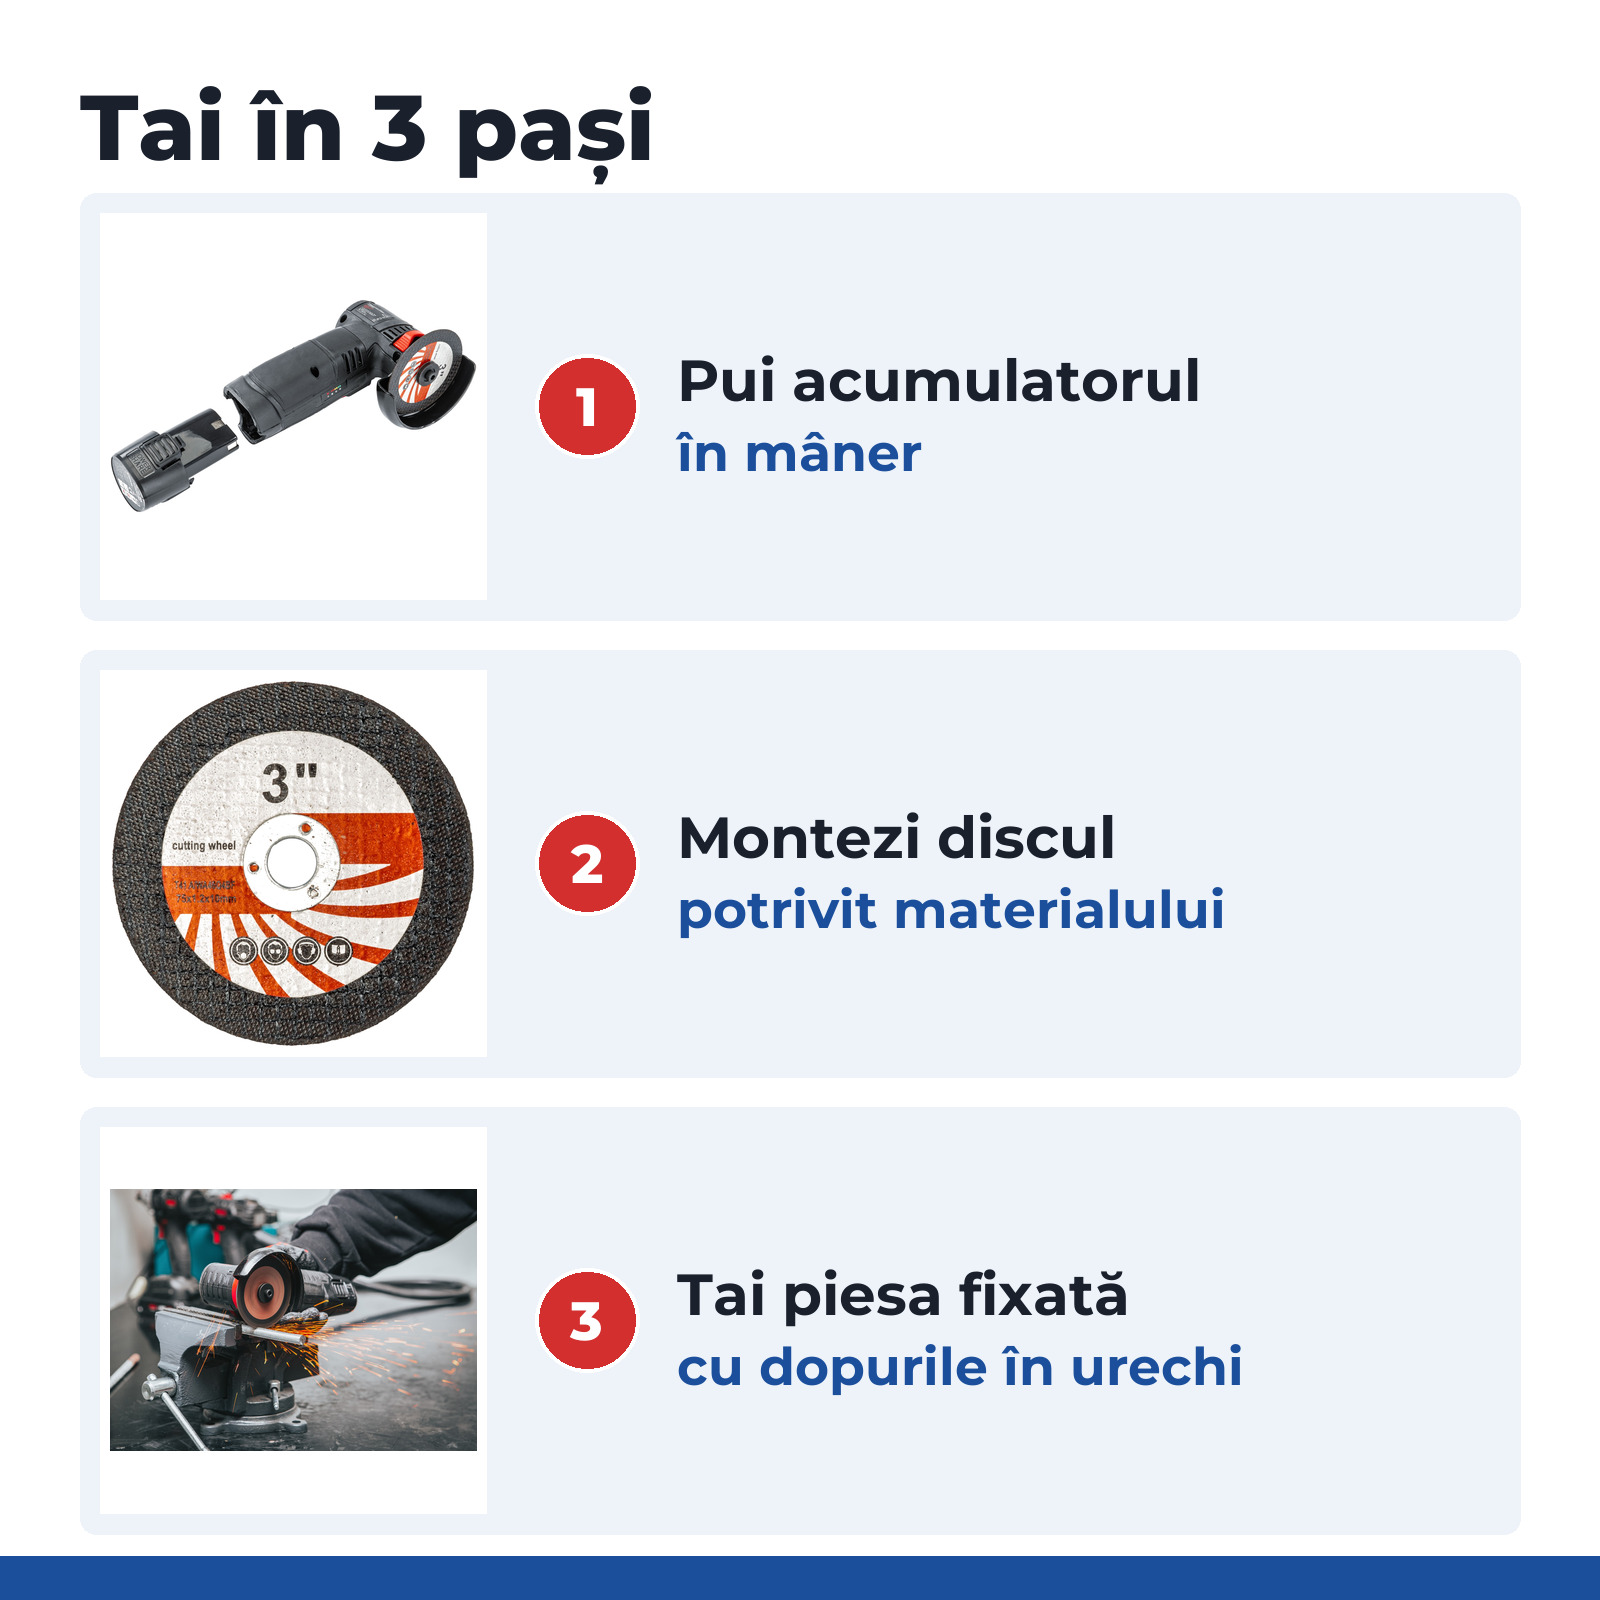 Tai în 3 pași
1
Pui acumulatorul
în mâner
3"
cutting wheel
2
Montezi discul
potrivit materialului
3
Tai piesa fixată
cu dopurile în urechi